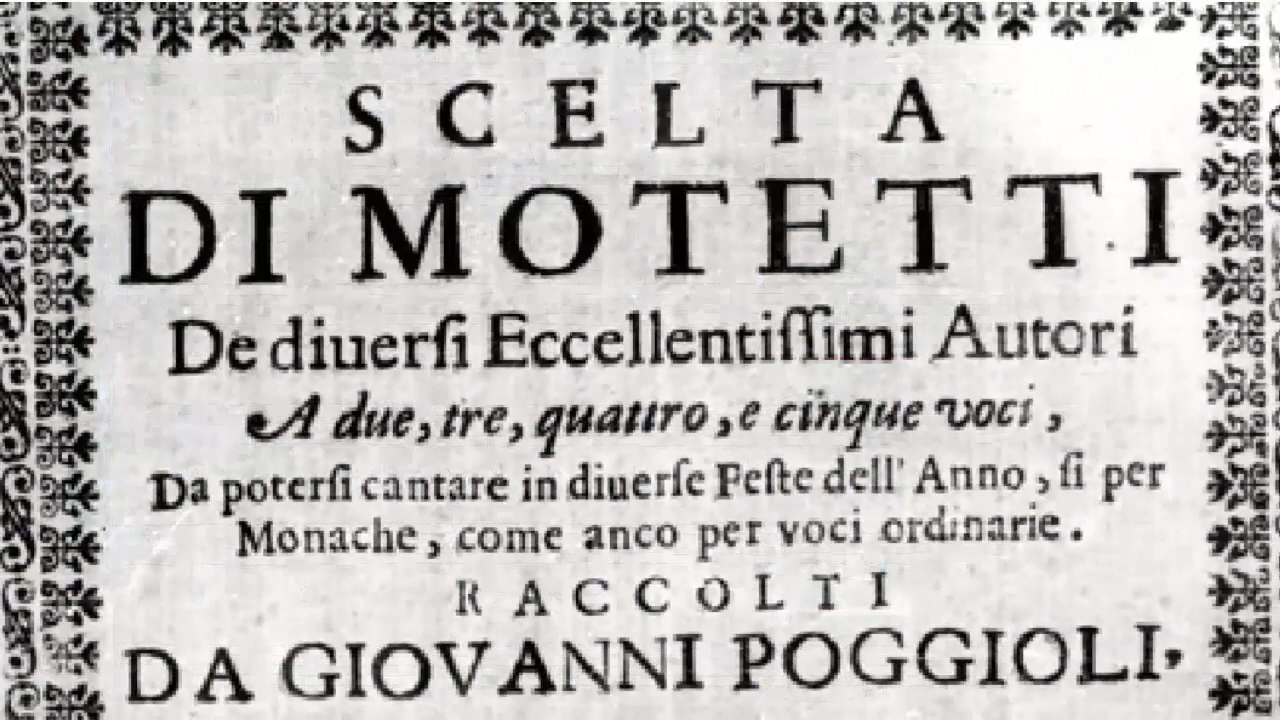 SCELTA
DI MOTETTI
De diuerſi Eccellentiſſimi Autori
A due, tre, quattro, e cinque voci,
Da poterſi cantare in diuerſe Feſte dell' Anno, ſi per
Monache, come anco per voci ordinarie.
RACCOLTI
DA GIOVANNI POGGIOLI,